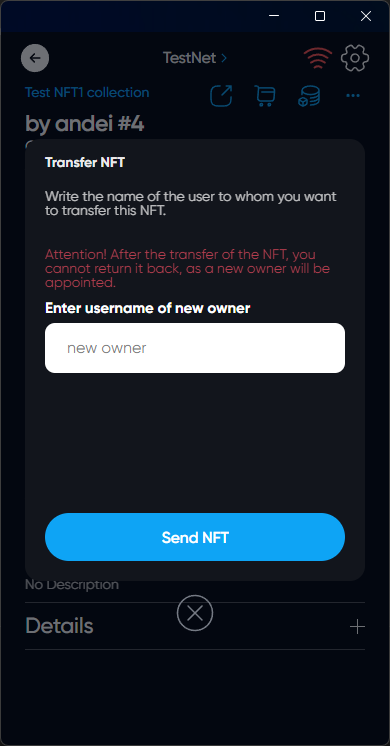 TestNet
Test NFT1 collection
by andei #4
Transfer NFT
Write the name of the user to whom you want
to transfer this NFT.
Attention! After the transfer of the NFT, you
cannot return it back, as a new owner will be
appointed.
Enter username of new owner
new owner
Send NFT
No Description
Details